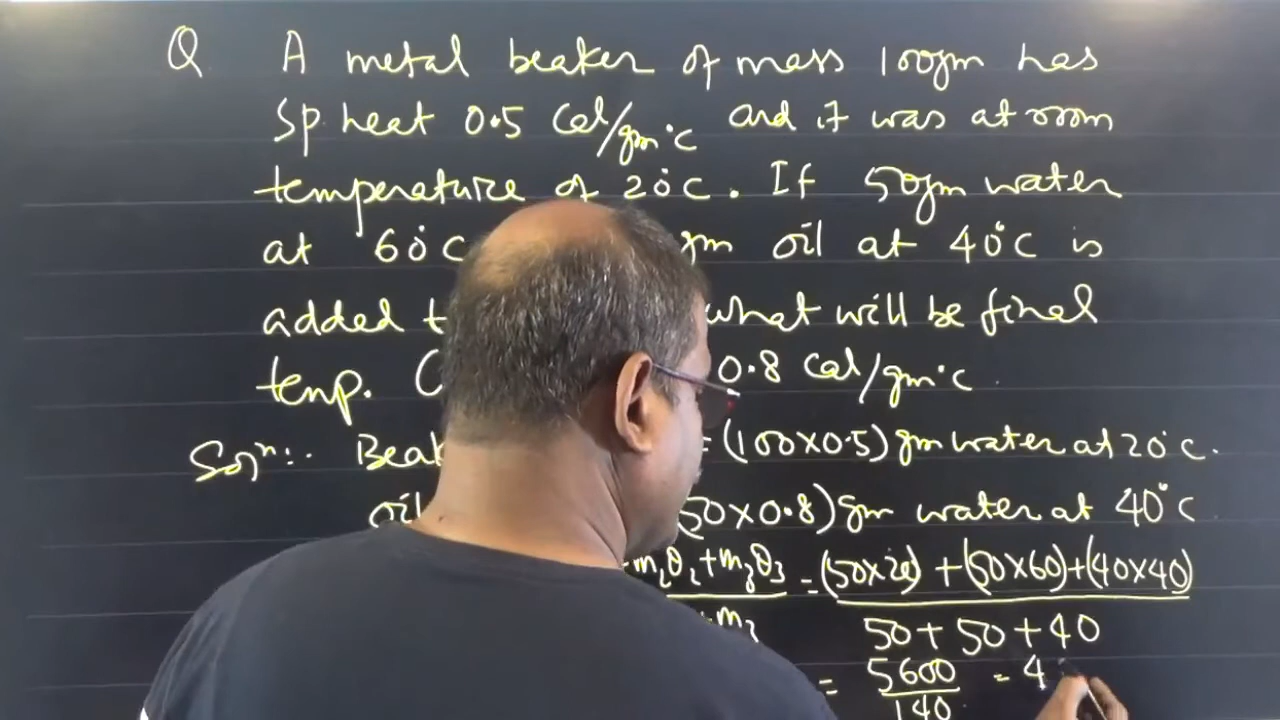 Q A metal beaker of mass 100gm has
Sp heat 0.5 Cal/gm°C and it was at room
temperature of 20°C. If 50gm water
at 60°C gm oil at 40°C is
added what will be final
temp. 0.8 Cal/gm°C
Soln:. = (100×0.5) gm water at 20°C.
oil 50×0.8) gm water at 40°C
m₂θ₂+m₃θ₃ = (50×20) + (50×60)+(40×40)
m₃ 50+50+40
= 5600 = 4
140